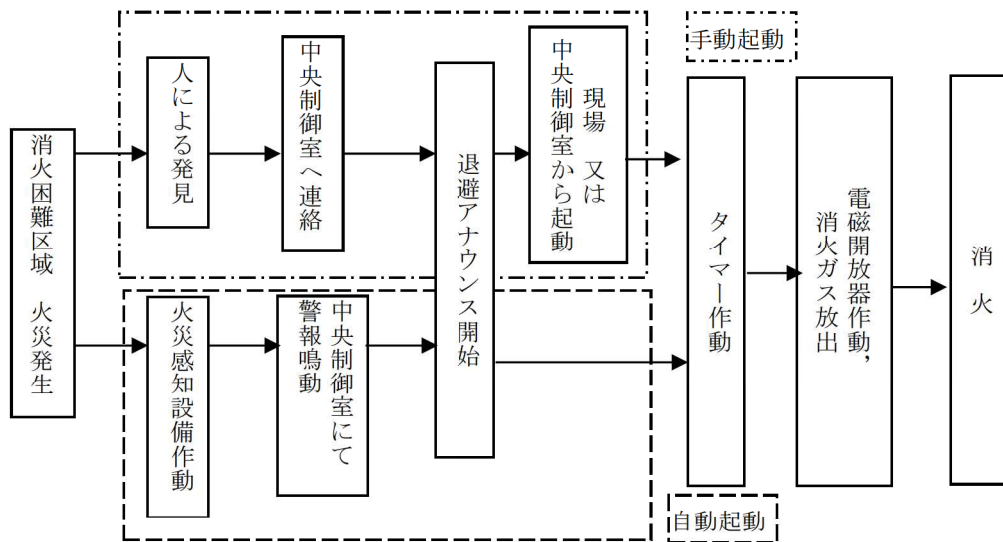 消火困難区域 火災発生
人による発見
中央制御室へ連絡
退避アナウンス開始
現場 又は
中央制御室から起動
手動起動
火災感知設備作動
中央制御室にて
警報鳴動
自動起動
タイマー作動
電磁開放器作動,
消火ガス放出
消火